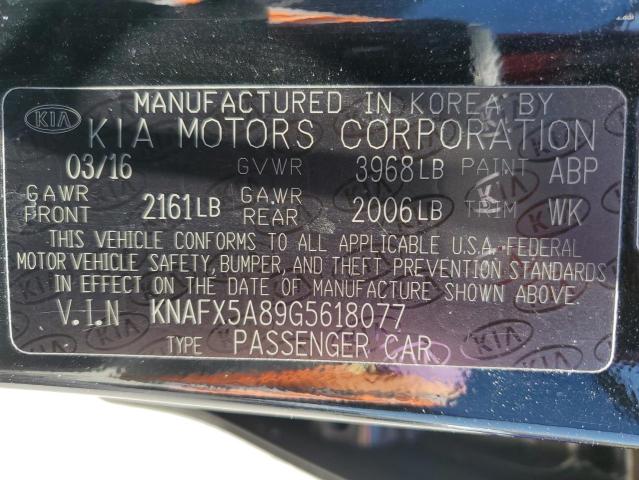 MANUFACTURED IN KOREA BY
KIA KIA MOTORS CORPORATION
03/16 GVWR 3968LB PAINT ABP
GAWR FRONT 2161LB GAWR REAR 2006LB TRIM WK
THIS VEHICLE CONFORMS TO ALL APPLICABLE U.S.A. FEDERAL
MOTOR VEHICLE SAFETY, BUMPER, AND THEFT PREVENTION STANDARDS
IN EFFECT ON THE DATE OF MANUFACTURE SHOWN ABOVE
V.I.N KNAFX5A89G5618077
TYPE PASSENGER CAR